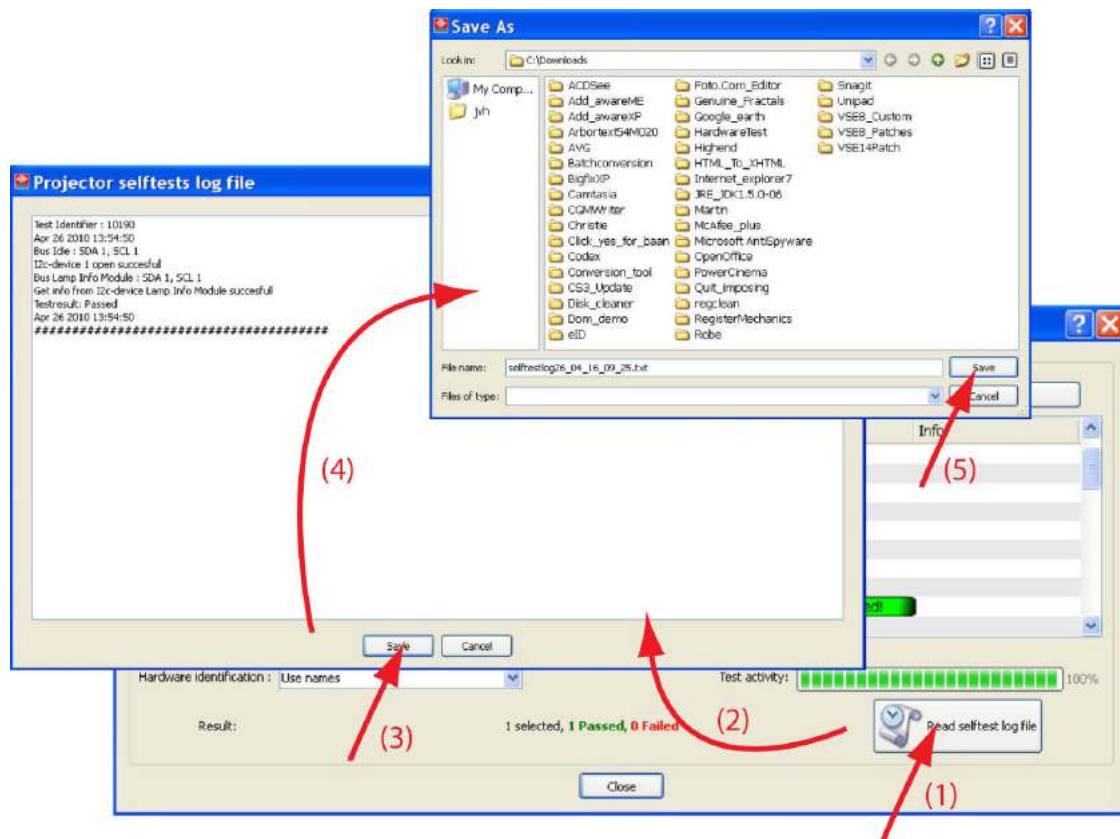 Save As
Look in:
C:\Downloads
My Comp...
jvh
ACDSee
Add_awareME
Add_awareXP
Arbortext54M020
AVG
Batchconversion
BigfixXP
Camtasia
CGMWriter
Christie
Click_yes_for_baan
Codex
Conversion_tool
CS3_Update
Disk_cleaner
Dom_demo
eID
Foto.Com_Editor
Genuine_Fractals
Google_earth
HardwareTest
Highend
HTML_To_XHTML
Internet_explorer7
JRE_JDK1.5.0-06
Martin
McAfee_plus
Microsoft AntiSpyware
OpenOffice
PowerCinema
Quit_imposing
regclean
RegisterMechanics
Robe
Snagit
Unipad
VSE8_Custom
VSE8_Patches
VSE14Patch
File name:
selftestlog26_04_16_09_25.txt
Save
Files of type:
Cancel
(5)
Projector selftests log file
Test Identifier : 10190
Apr 26 2010 13:54:50
Bus Idle : SDA 1, SCL 1
I2c-device 1 open succesful
Bus Lamp Info Module : SDA 1, SCL 1
Get info from I2c-device Lamp Info Module succesfull
Testresult: Passed
Apr 26 2010 13:54:50
#######################################
(4)
Save
Cancel
(3)
Info
ed!
Hardware identification :
Use names
Test activity:
100%
Result:
1 selected, 1 Passed, 0 Failed
(2)
Read selftest log file
(1)
Close